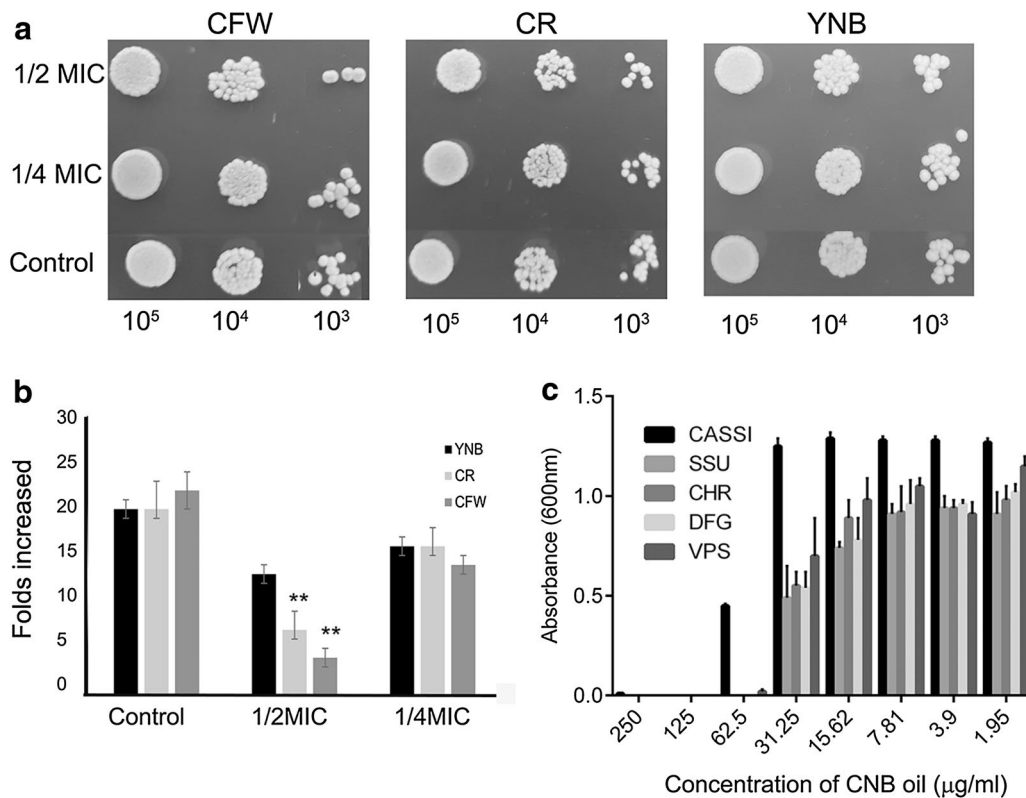 a
CFW CR YNB
1/2 MIC
1/4 MIC
Control
10⁵ 10⁴ 10³ 10⁵ 10⁴ 10³ 10⁵ 10⁴ 10³
b
Folds increased
30
25
20
15
10
5
0
YNB
CR
CFW
**
**
Control 1/2MIC 1/4MIC
c
Absorbance (600nm)
1.5
1.0
0.5
0.0
CASSI
SSU
CHR
DFG
VPS
250 125 62.5 31.25 15.62 7.81 3.9 1.95
Concentration of CNB oil (µg/ml)